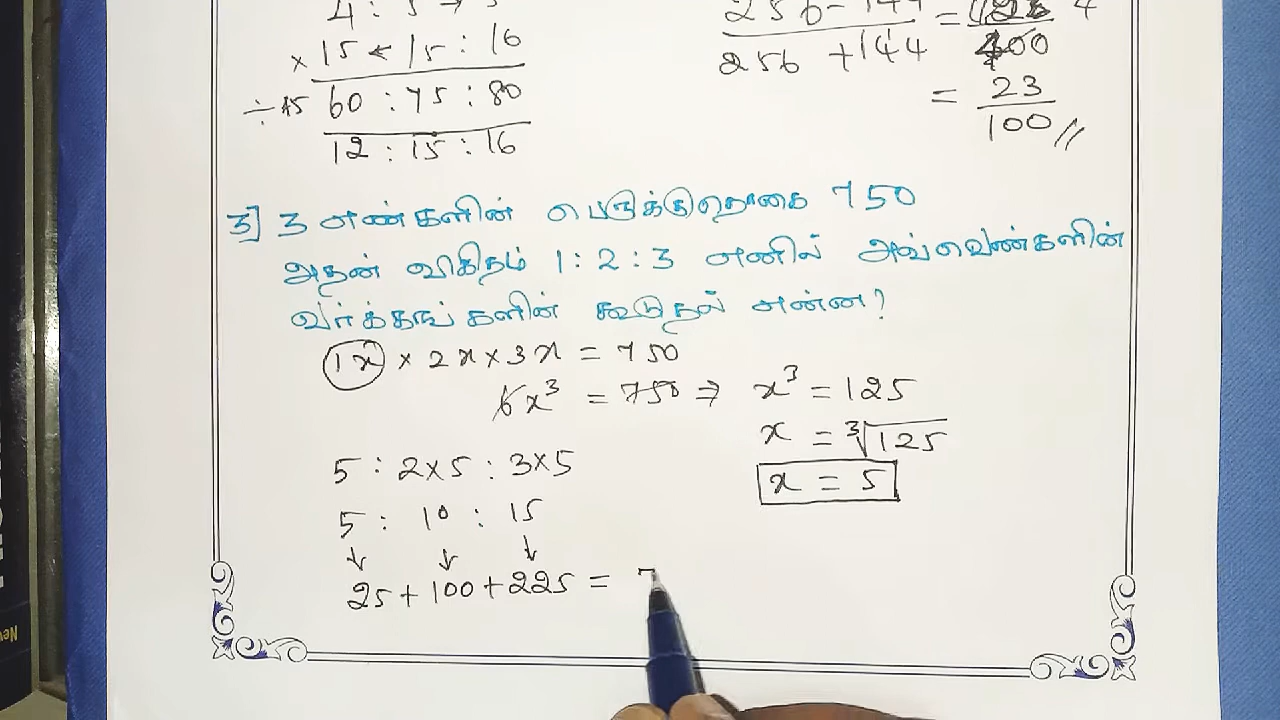 4 : 5 → 5
× 15 ← 15 : 16
÷ 15 60 : 75 : 80
12 : 15 : 16
256 - 144
256 + 144 =
400
= 23
100 //
3] 3 எண்களின் பெருக்குதொகை 750
அதன் விகிதம் 1 : 2 : 3 எனில் அவ்வெண்களின்
வர்க்கங்களின் கூடுதல் என்ன?
1x × 2x × 3x = 750
6x³ = 750 ⇒ x³ = 125
x = ³√125
5 : 2×5 : 3×5
x = 5
5 : 10 : 15
↓ ↓ ↓
25 + 100 + 225 =